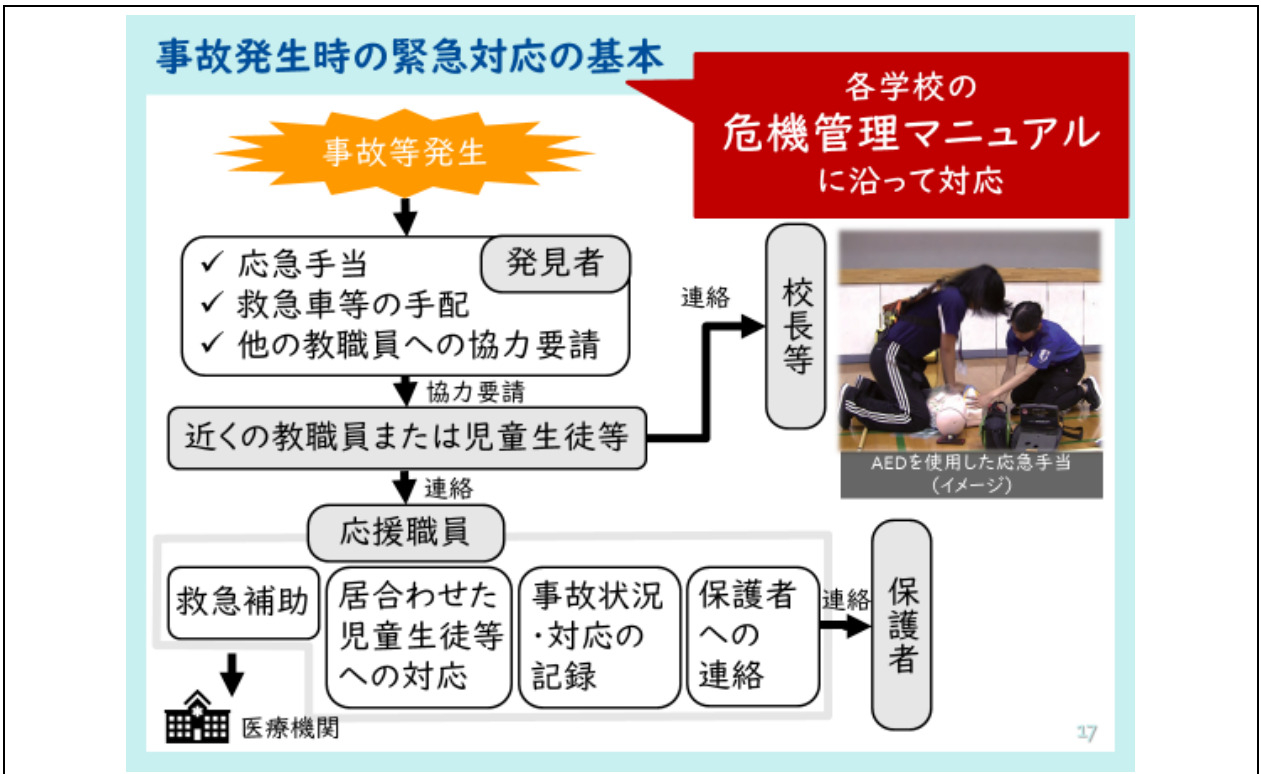 事故発生時の緊急対応の基本
各学校の
危機管理マニュアル
に沿って対応
事故等発生
発見者
✓ 応急手当
✓ 救急車等の手配
✓ 他の教職員への協力要請
協力要請
近くの教職員または児童生徒等
連絡
校長等
AEDを使用した応急手当
（イメージ）
連絡
応援職員
救急補助
居合わせた
児童生徒等
への対応
事故状況
・対応の
記録
保護者
への
連絡
連絡
保護者
医療機関
17